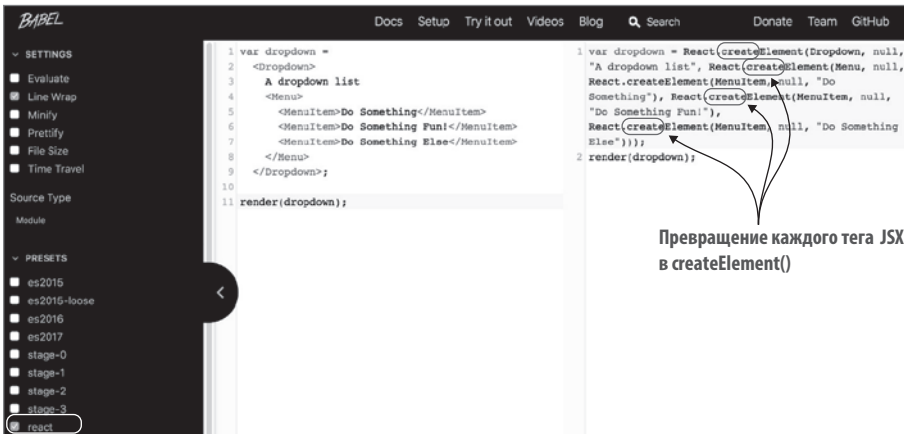 BABEL
Docs Setup Try it out Videos Blog Search Donate Team GitHub
SETTINGS
Evaluate
Line Wrap
Minify
Prettify
File Size
Time Travel
Source Type
Module
PRESETS
es2015
es2015-loose
es2016
es2017
stage-0
stage-1
stage-2
stage-3
react
1 var dropdown =
2 <Dropdown>
3 A dropdown list
4 <Menu>
5 <MenuItem>Do Something</MenuItem>
6 <MenuItem>Do Something Fun!</MenuItem>
7 <MenuItem>Do Something Else</MenuItem>
8 </Menu>
9 </Dropdown>;
10
11 render(dropdown);
1 var dropdown = React.createElement(Dropdown, null,
"A dropdown list", React.createElement(Menu, null,
React.createElement(MenuItem, null, "Do
Something"), React.createElement(MenuItem, null,
"Do Something Fun!"),
React.createElement(MenuItem, null, "Do Something
Else")));
2 render(dropdown);
Превращение каждого тега JSX
в createElement()